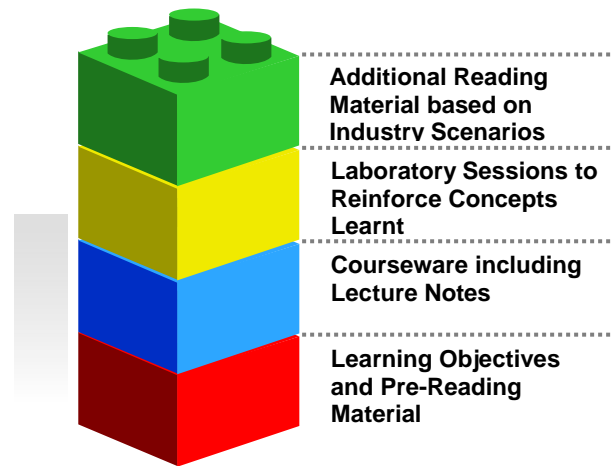 Additional Reading
Material based on
Industry Scenarios
Laboratory Sessions to
Reinforce Concepts
Learnt
Courseware including
Lecture Notes
Learning Objectives
and Pre-Reading
Material